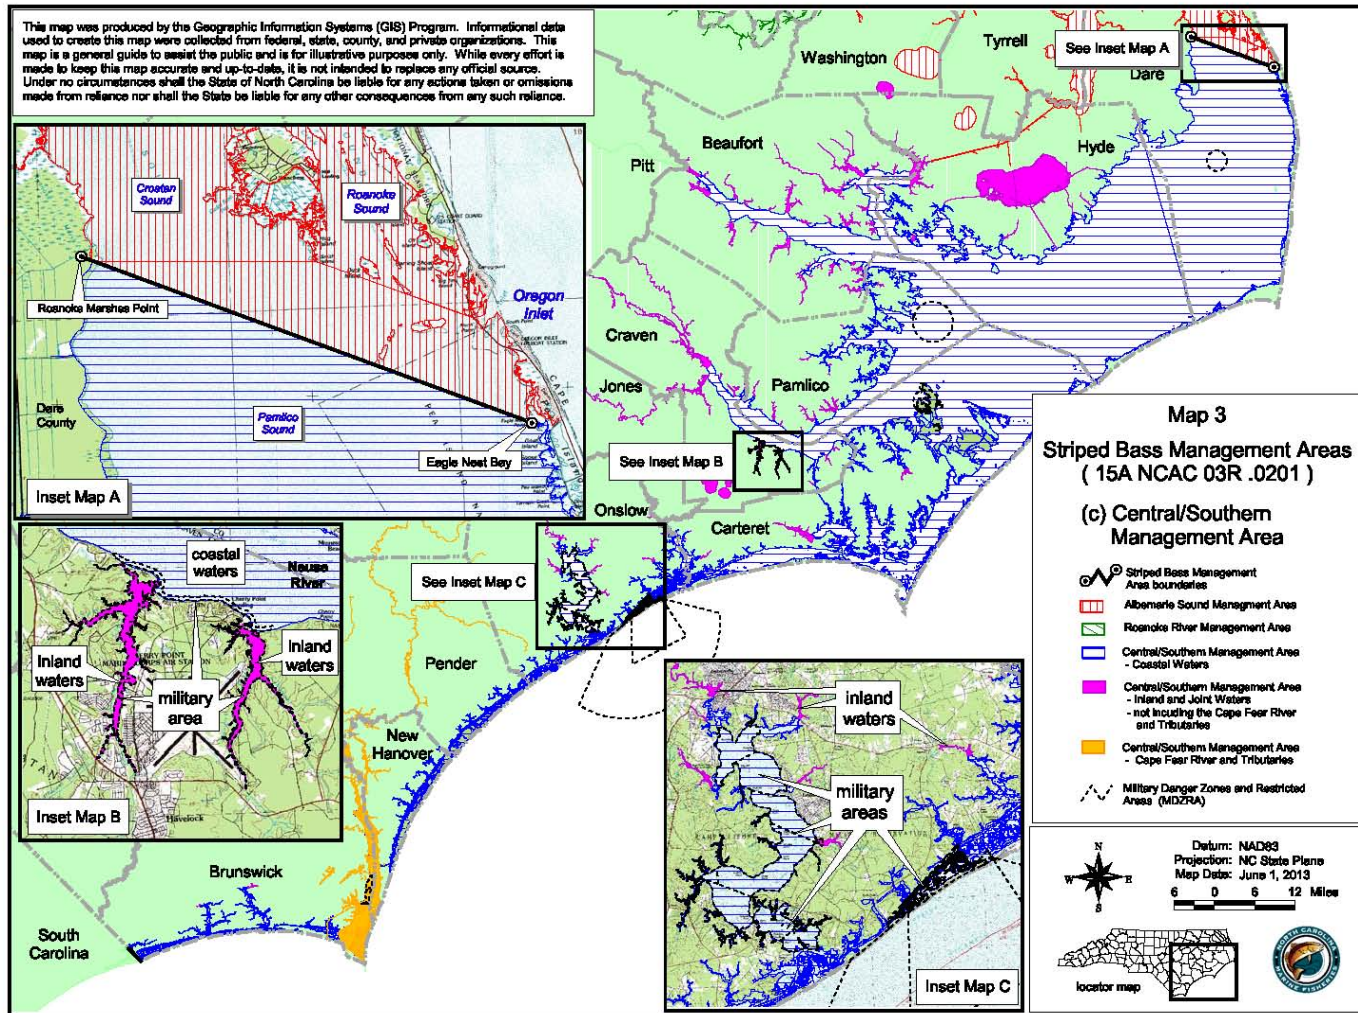 This map was produced by the Geographic Information Systems (GIS) Program. Informational data
used to create this map were collected from federal, state, county, and private organizations. This
map is a general guide to assist the public and is for illustrative purposes only. While every effort is
made to keep this map accurate and up-to-date, it is not intended to replace any official source.
Under no circumstances shall the State of North Carolina be liable for any actions taken or omissions
made from reliance nor shall the State be liable for any other consequences from any such reliance.
Washington
Tyrrell
See Inset Map A
Dare
Beaufort
Hyde
Pitt
Craven
Jones
Pamlico
See Inset Map B
Onslow
Carteret
See Inset Map C
Pender
New
Hanover
Brunswick
South
Carolina
Croatan
Sound
Roanoke
Sound
Roanoke Marshes Point
Oregon
Inlet
Dare
County
Pamlico
Sound
Eagle Nest Bay
Inset Map A
coastal
waters
Neuse
River
Inland
waters
Inland
waters
military
area
Havelock
Inset Map B
inland
waters
military
areas
Inset Map C
Map 3
Striped Bass Management Areas
( 15A NCAC 03R .0201 )
(c) Central/Southern
Management Area
Striped Bass Management
Area boundaries
Albemarle Sound Managment Area
Roanoke River Management Area
Central/Southern Management Area
- Coastal Waters
Central/Southern Management Area
- Inland and Joint Waters
- not Incuding the Cape Fear River
and Tributaries
Central/Southern Management Area
- Cape Fear River and Tributaries
Military Danger Zones and Restricted
Areas (MDZRA)
N
W E
S
Datum: NAD83
Projection: NC State Plane
Map Date: June 1, 2013
6 0 6 12 Miles
locator map
NORTH CAROLINA
MARINE FISHERIES